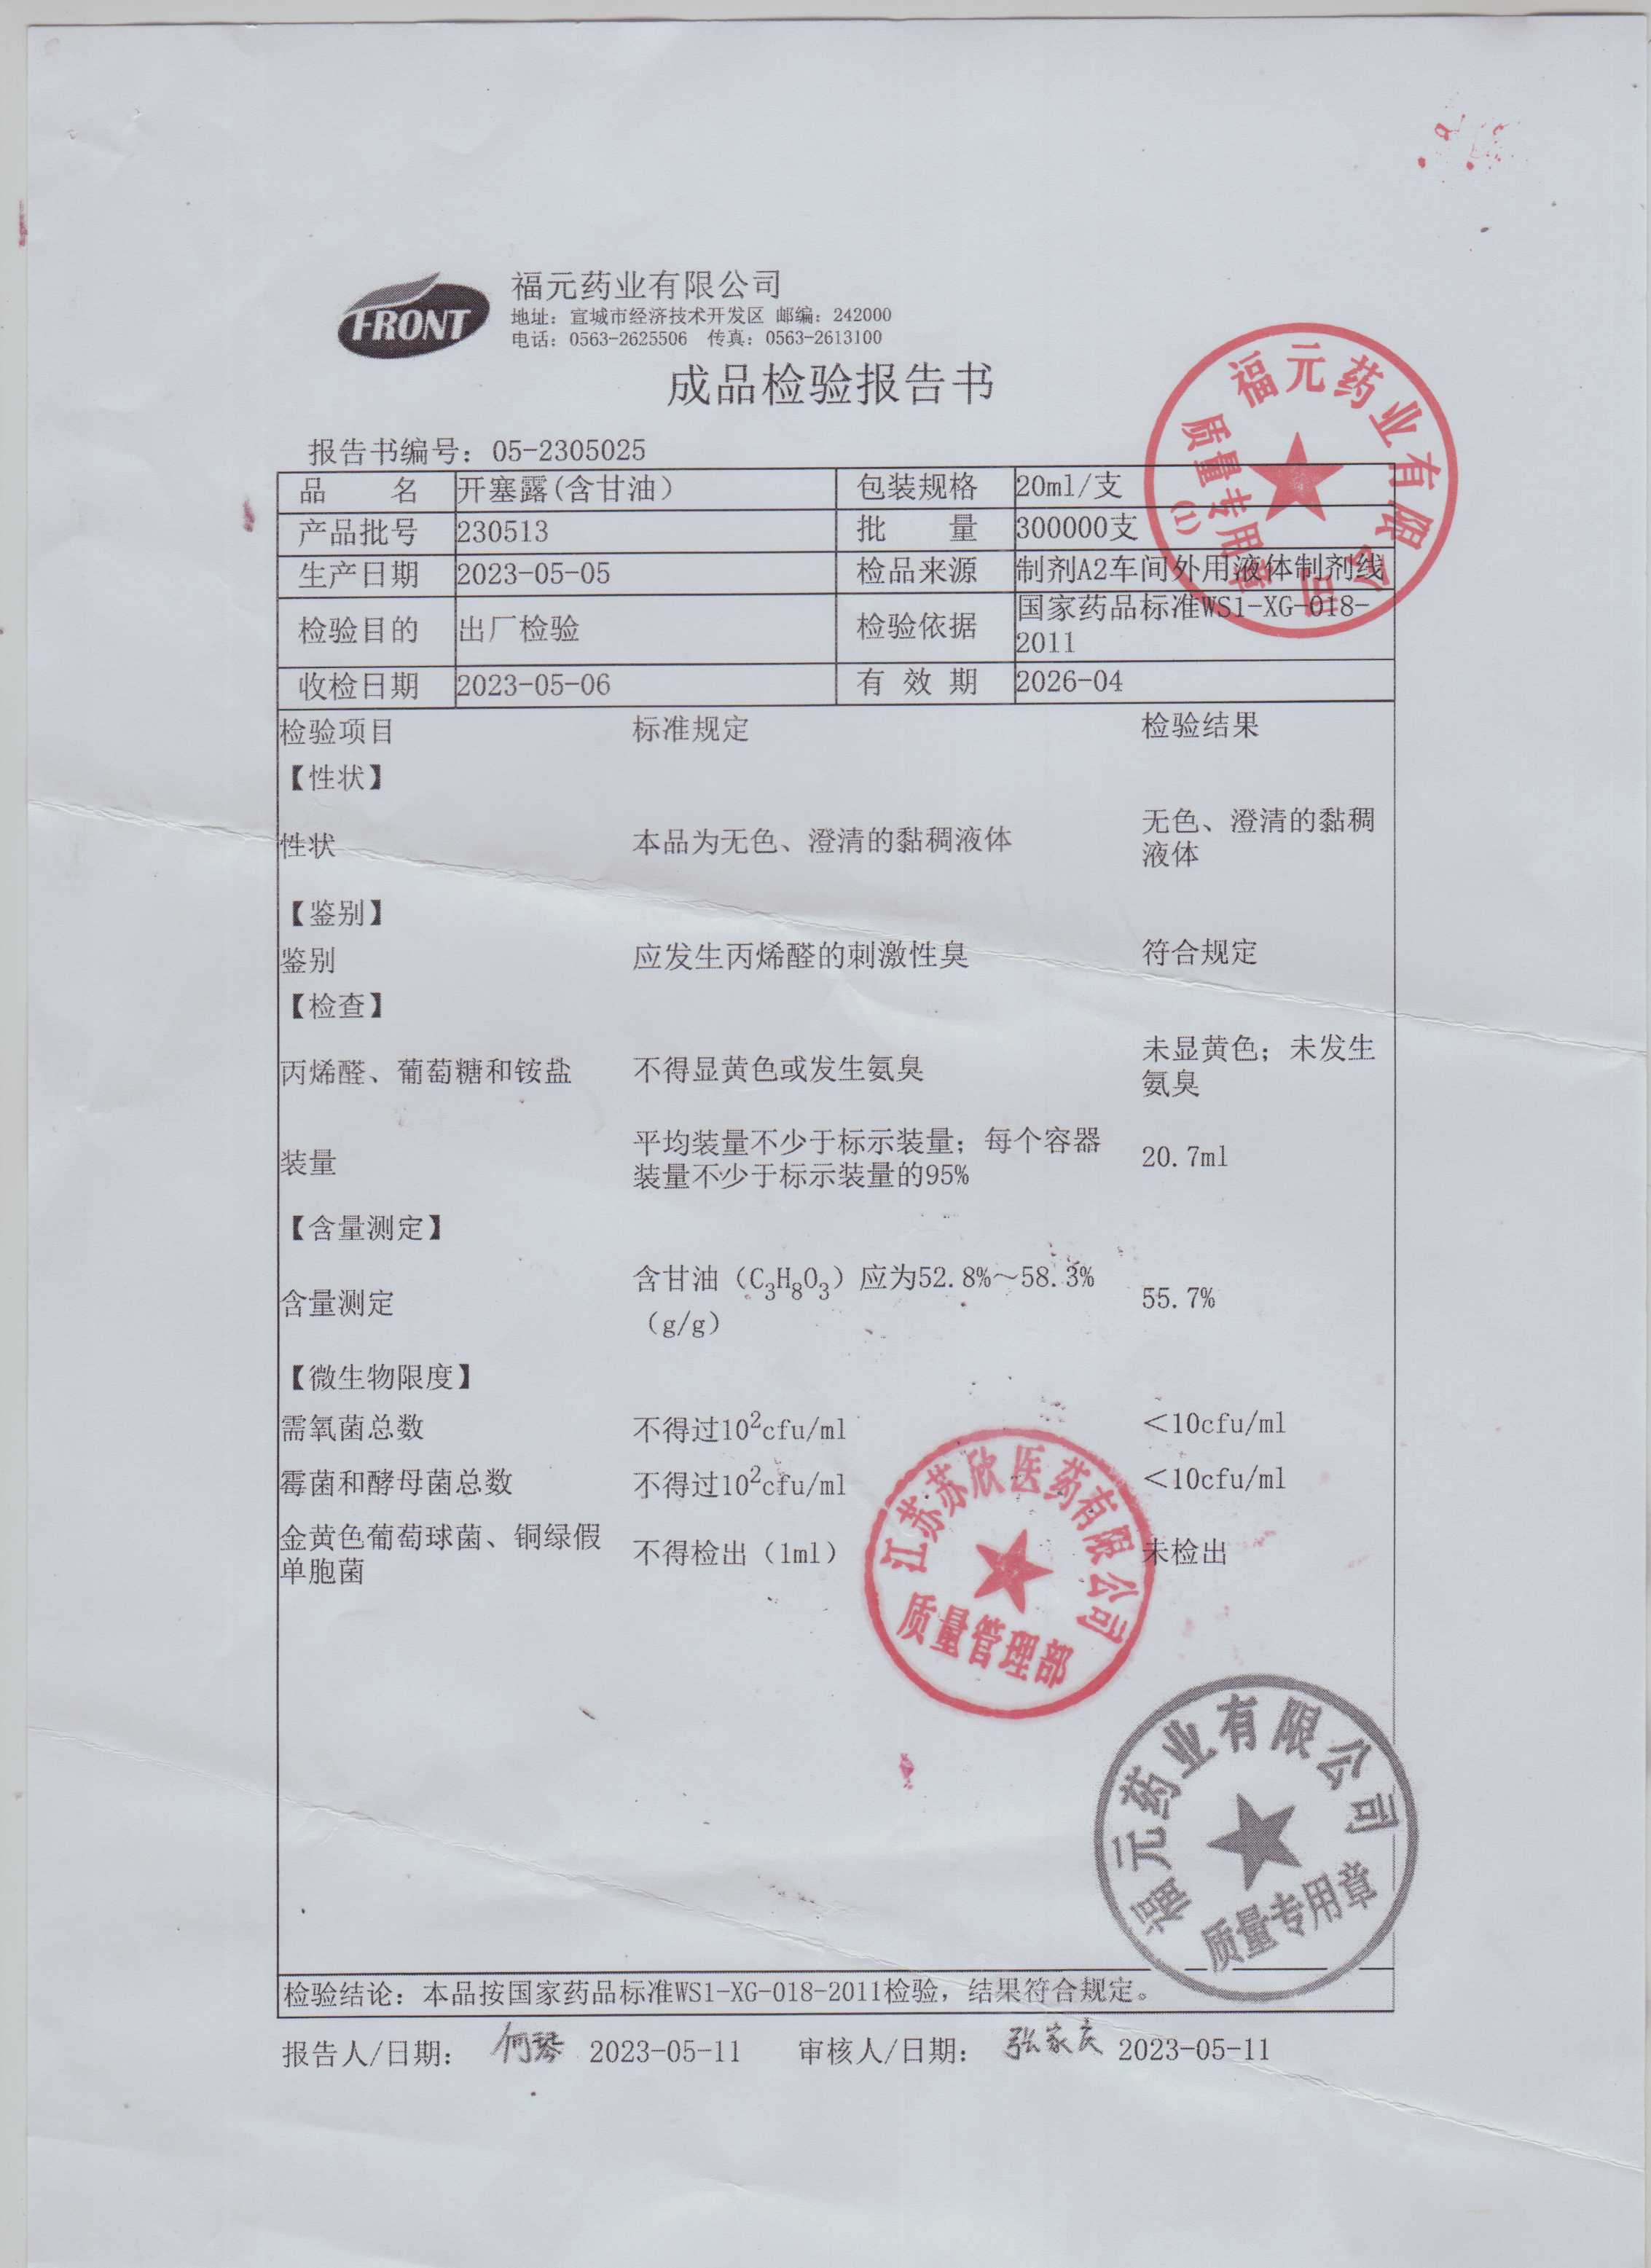 FRONT
福元药业有限公司
地址：宣城市经济技术开发区 邮编：242000
电话：0563-2625506 传真：0563-2613100
成品检验报告书
报告书编号：05-2305025
品 名 开塞露(含甘油) 包装规格 20ml/支
产品批号 230513 批 量 300000支
生产日期 2023-05-05 检品来源 制剂A2车间外用液体制剂线
检验目的 出厂检验 检验依据 国家药品标准WS1-XG-018-
2011
收检日期 2023-05-06 有 效 期 2026-04
检验项目 标准规定 检验结果
【性状】
性状 本品为无色、澄清的黏稠液体 无色、澄清的黏稠
液体
【鉴别】
鉴别 应发生丙烯醛的刺激性臭 符合规定
【检查】
丙烯醛、葡萄糖和铵盐 不得显黄色或发生氨臭 未显黄色；未发生
氨臭
装量 平均装量不少于标示装量；每个容器
装量不少于标示装量的95% 20.7ml
【含量测定】
含量测定 含甘油（C₃H₈O₃）应为52.8%～58.3%
（g/g） 55.7%
【微生物限度】
需氧菌总数 不得过10²cfu/ml ＜10cfu/ml
霉菌和酵母菌总数 不得过10²cfu/ml ＜10cfu/ml
金黄色葡萄球菌、铜绿假
单胞菌 不得检出（1ml） 未检出
检验结论：本品按国家药品标准WS1-XG-018-2011检验，结果符合规定。
报告人/日期： 何琴 2023-05-11 审核人/日期： 张家庆 2023-05-11
福元药业有限公司
质量专用章
(1)
江苏苏欣医药有限公司
质量管理部
福元药业有限公司
质量专用章